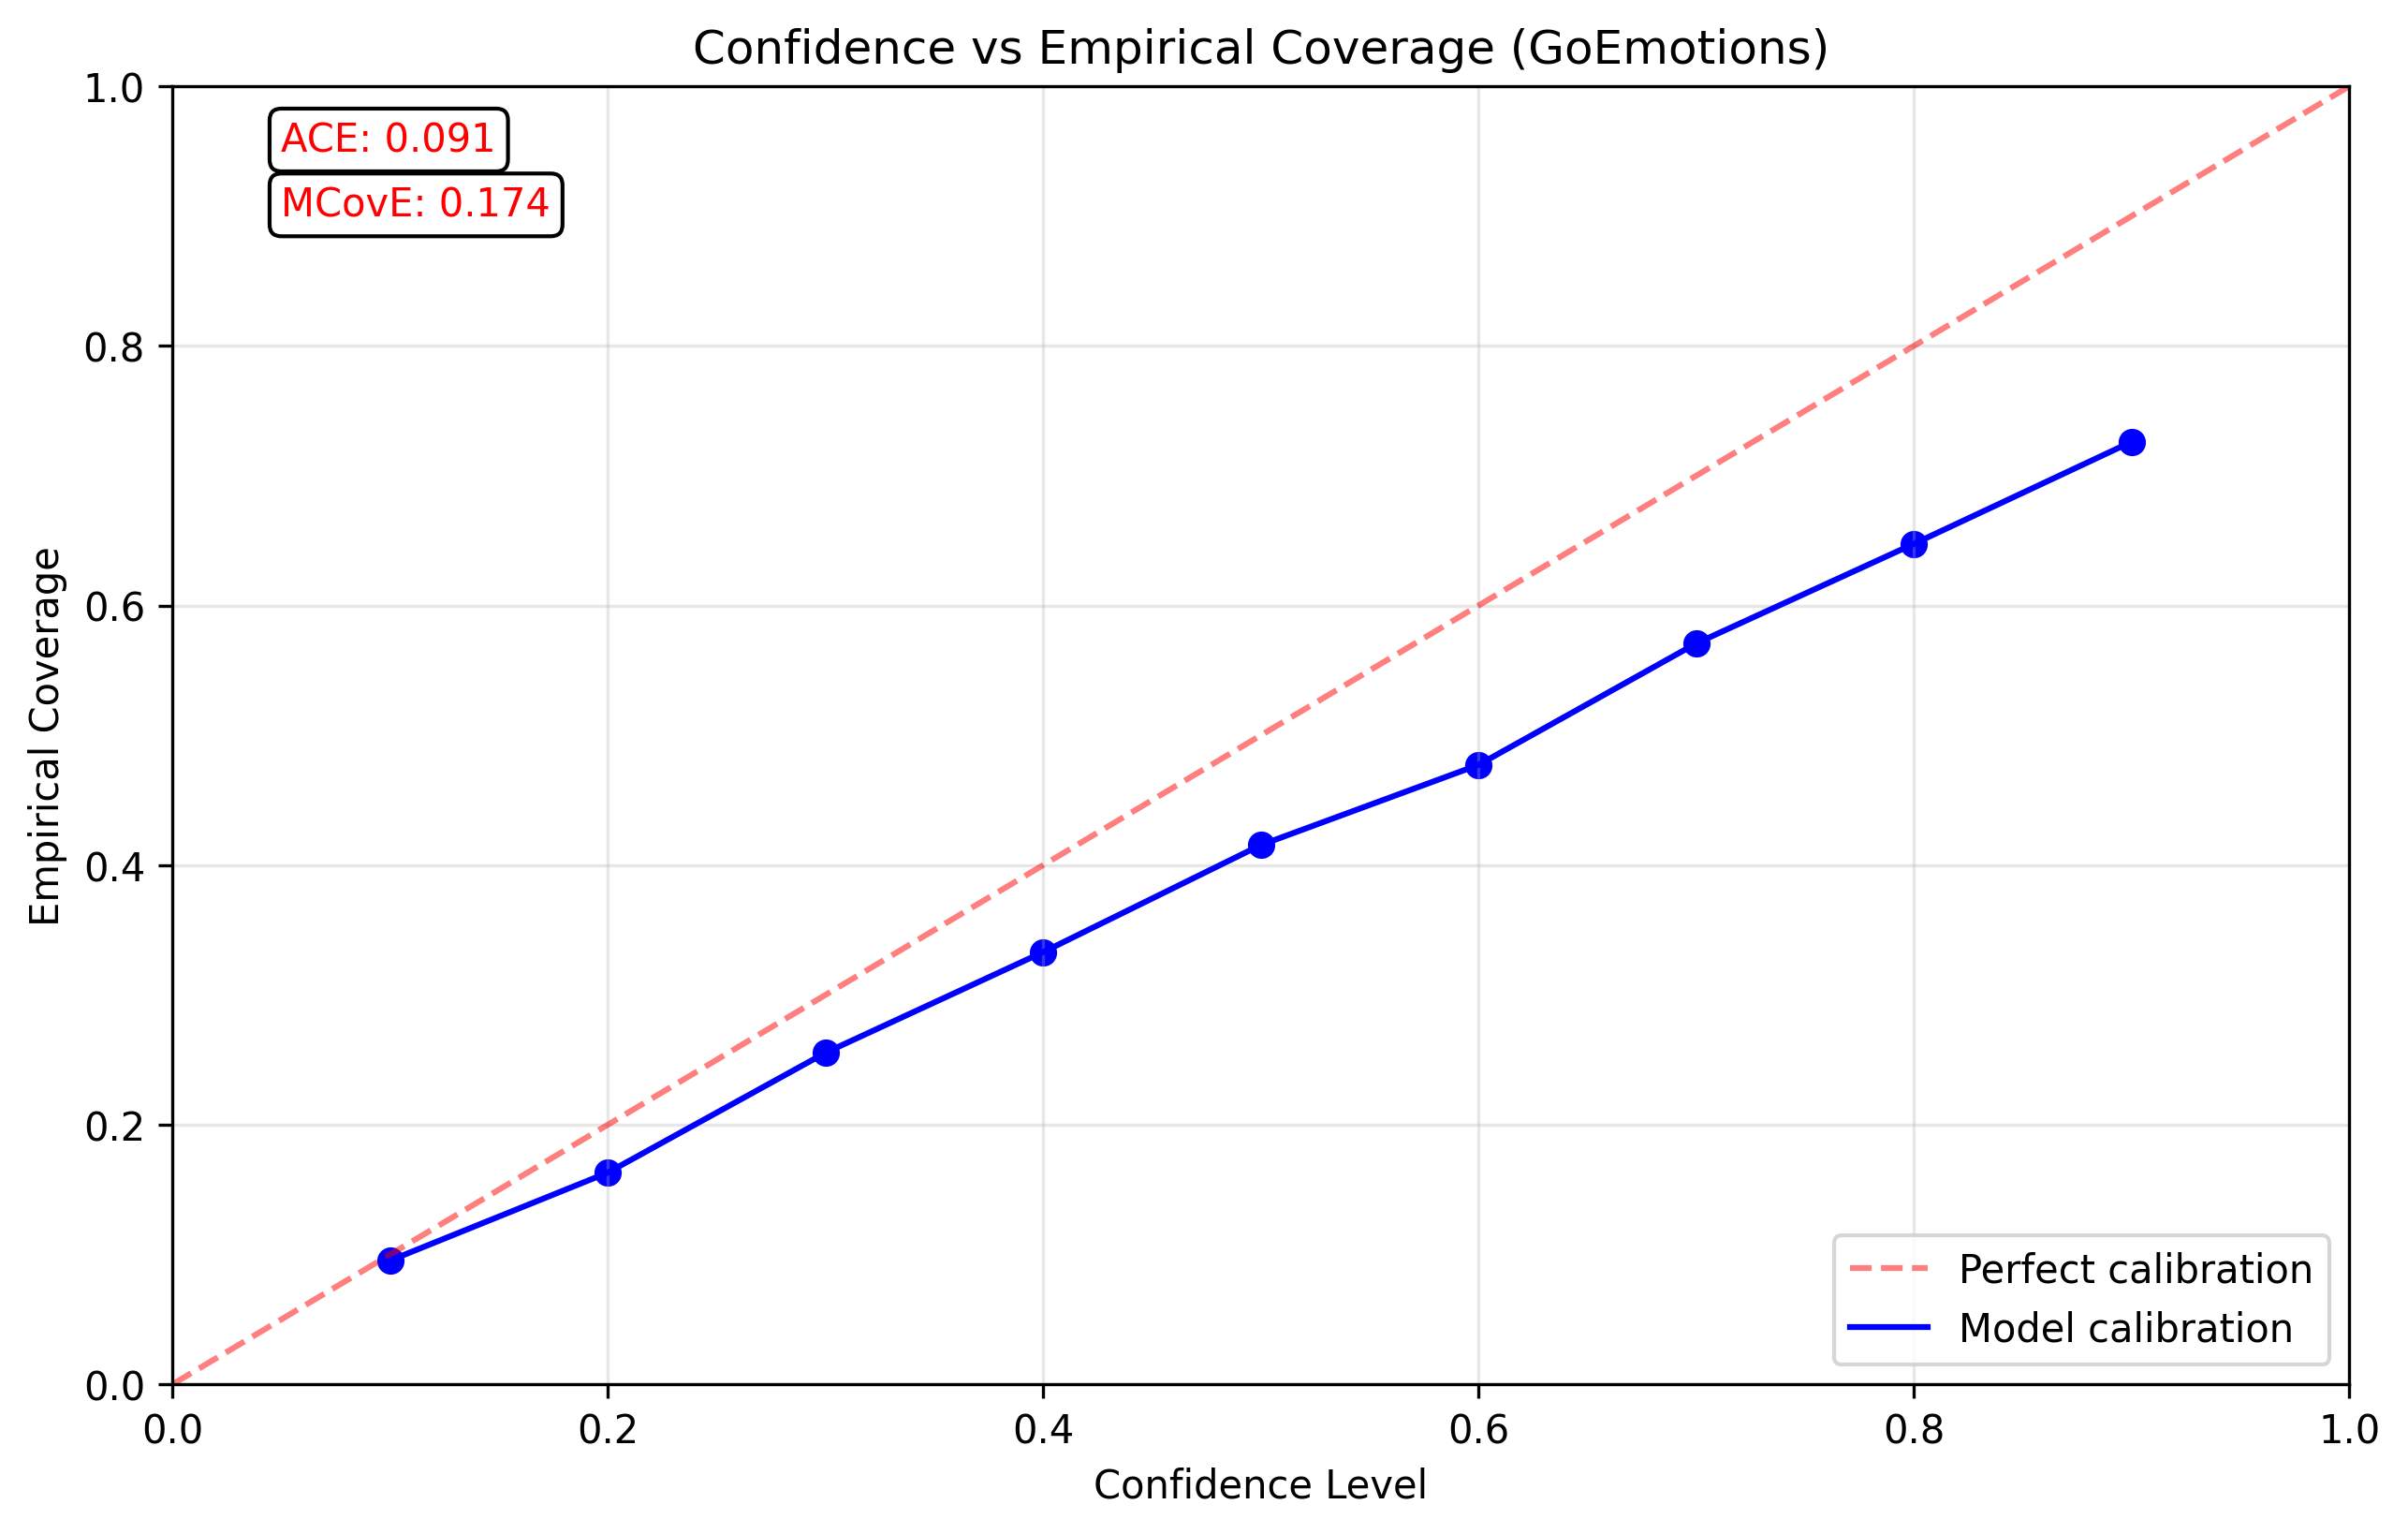 Confidence vs Empirical Coverage (GoEmotions)
ACE: 0.091
MCovE: 0.174
Empirical Coverage
1.0
0.8
0.6
0.4
0.2
0.0
0.0 0.2 0.4 0.6 0.8 1.0
Confidence Level
Perfect calibration
Model calibration